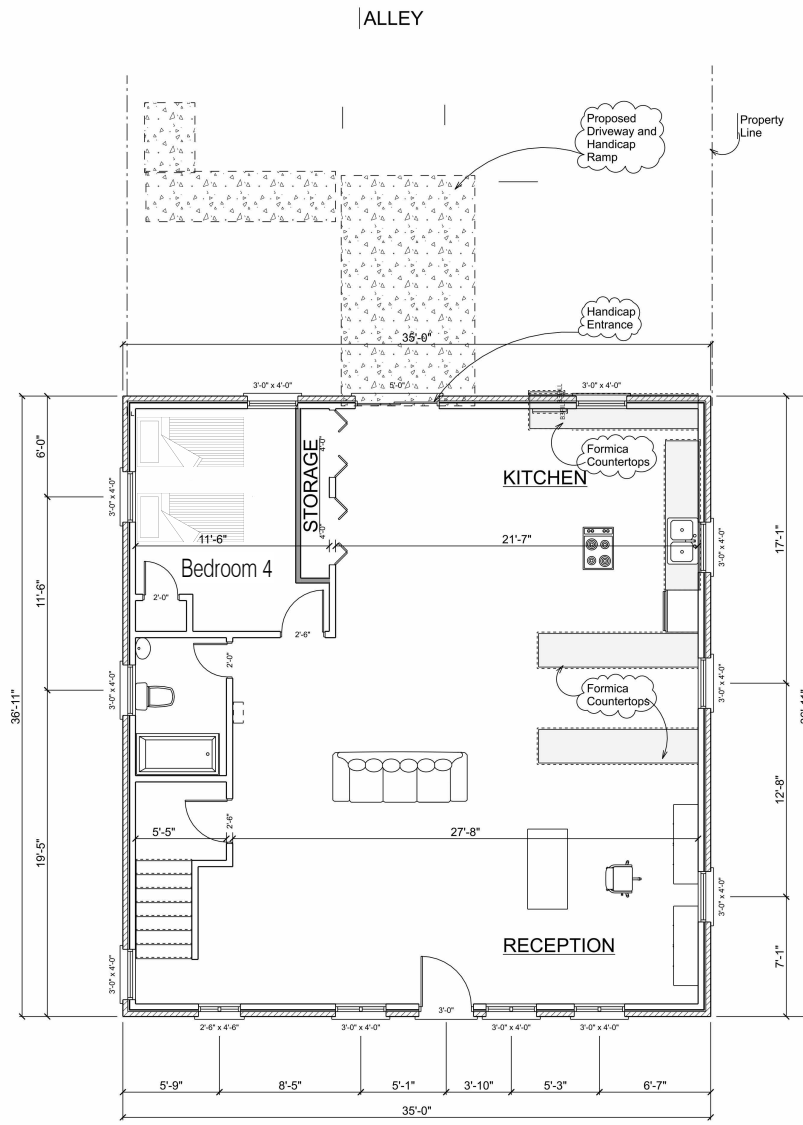 ALLEY
Proposed
Driveway and
Handicap
Ramp
Property
Line
Handicap
Entrance
35'-0"
3'-0" x 4'-0"
5'-0"
3'-0" x 4'-0"
6'-0"
3'-0" x 4'-0"
STORAGE
4'-0"
4'-0"
KITCHEN
Formica
Countertops
11'-6"
21'-7"
3'-0" x 4'-0"
17'-1"
Bedroom 4
11'-6"
2'-0"
2'-6"
2'-0"
3'-0" x 4'-0"
36'-11"
Formica
Countertops
3'-0" x 4'-0"
12'-8"
5'-5"
2'-6"
27'-8"
19'-5"
3'-0" x 4'-0"
RECEPTION
7'-1"
3'-0" x 4'-0"
2'-6" x 4'-6"
3'-0" x 4'-0"
3'-0"
3'-0" x 4'-0"
3'-0" x 4'-0"
5'-9"
8'-5"
5'-1"
3'-10"
5'-3"
6'-7"
35'-0"